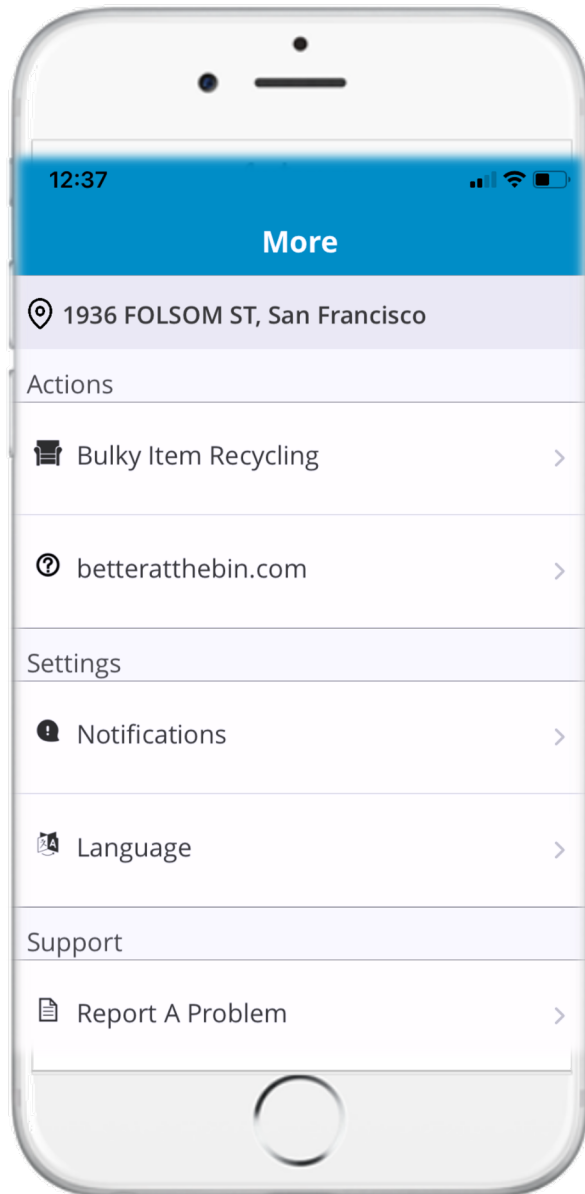 12:37
More
1936 FOLSOM ST, San Francisco
Actions
Bulky Item Recycling
betteratthebin.com
Settings
Notifications
Language
Support
Report A Problem